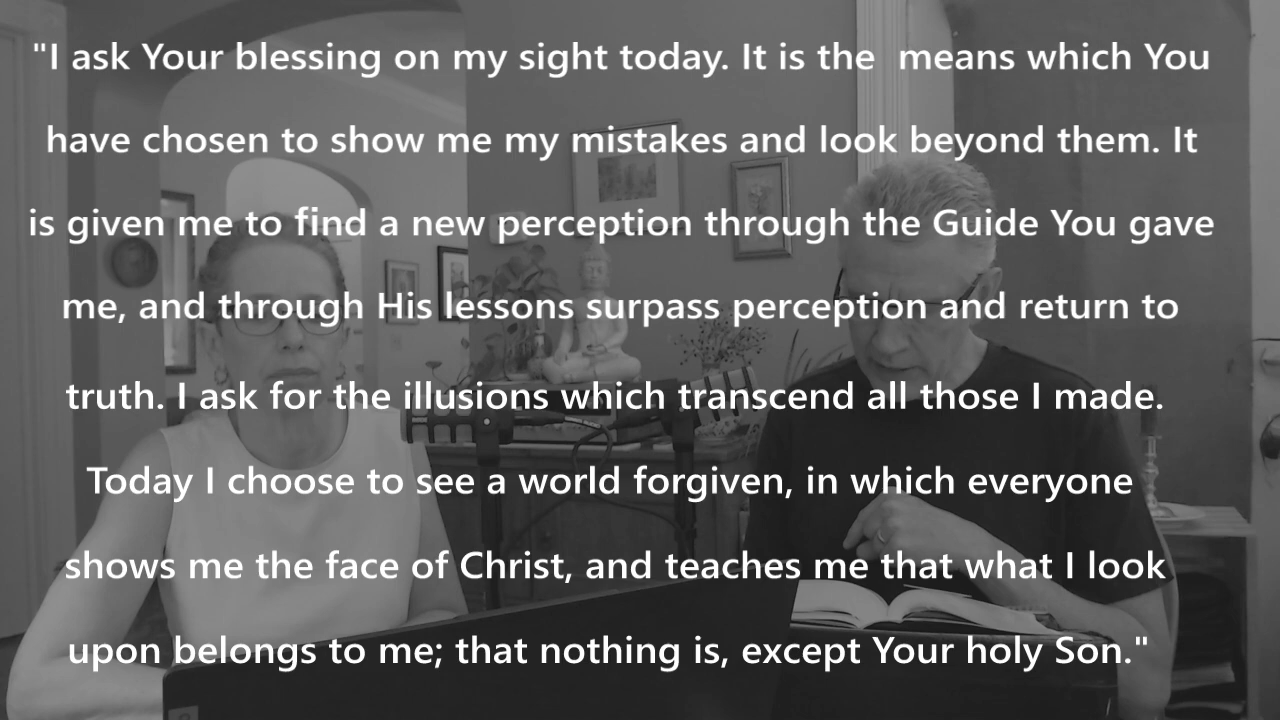 "I ask Your blessing on my sight today. It is the  means which You
have chosen to show me my mistakes and look beyond them. It
is given me to find a new perception through the Guide You gave
me, and through His lessons surpass perception and return to
truth. I ask for the illusions which transcend all those I made.
Today I choose to see a world forgiven, in which everyone
shows me the face of Christ, and teaches me that what I look
upon belongs to me; that nothing is, except Your holy Son."